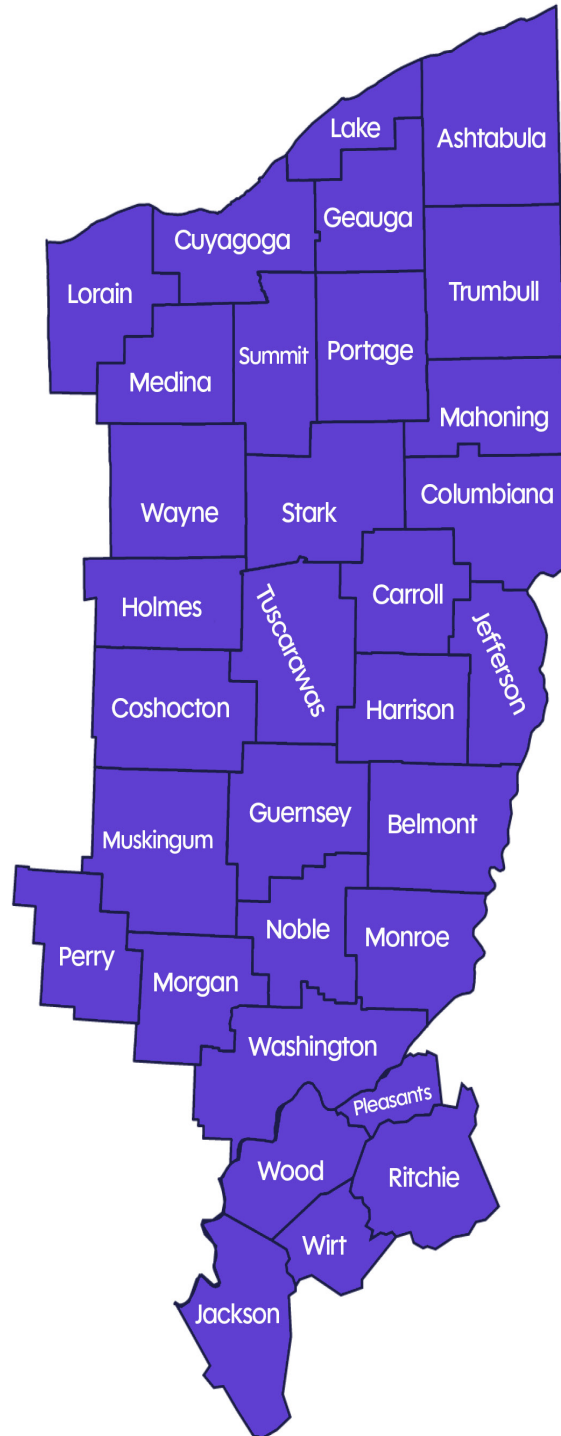 Lake
Ashtabula
Geauga
Cuyagoga
Lorain
Trumbull
Summit
Portage
Medina
Mahoning
Columbiana
Wayne
Stark
Carroll
Holmes
Tuscarawas
Jefferson
Coshocton
Harrison
Guernsey
Belmont
Muskingum
Noble
Monroe
Perry
Morgan
Washington
Pleasants
Wood
Ritchie
Wirt
Jackson